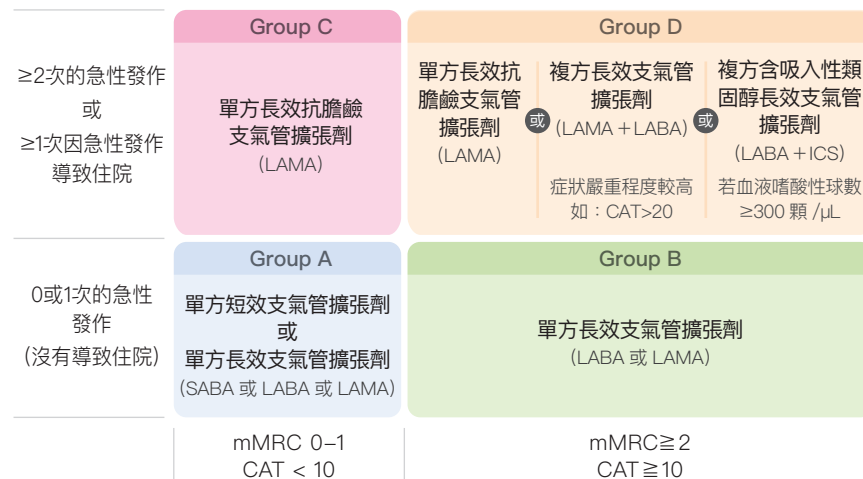 Group C
Group D
≥2次的急性發作
或
≥1次因急性發作
導致住院
單方長效抗膽鹼
支氣管擴張劑
(LAMA)
單方長效抗
膽鹼支氣管
擴張劑
(LAMA)
或
複方長效支氣管
擴張劑
(LAMA+LABA)
症狀嚴重程度較高
如：CAT>20
或
複方含吸入性類
固醇長效支氣管
擴張劑
(LABA+ICS)
若血液嗜酸性球數
≥300 顆 /μL
Group A
Group B
0或1次的急性
發作
(沒有導致住院)
單方短效支氣管擴張劑
或
單方長效支氣管擴張劑
(SABA 或 LABA 或 LAMA)
單方長效支氣管擴張劑
(LABA 或 LAMA)
mMRC 0–1
CAT < 10
mMRC≧2
CAT≧10